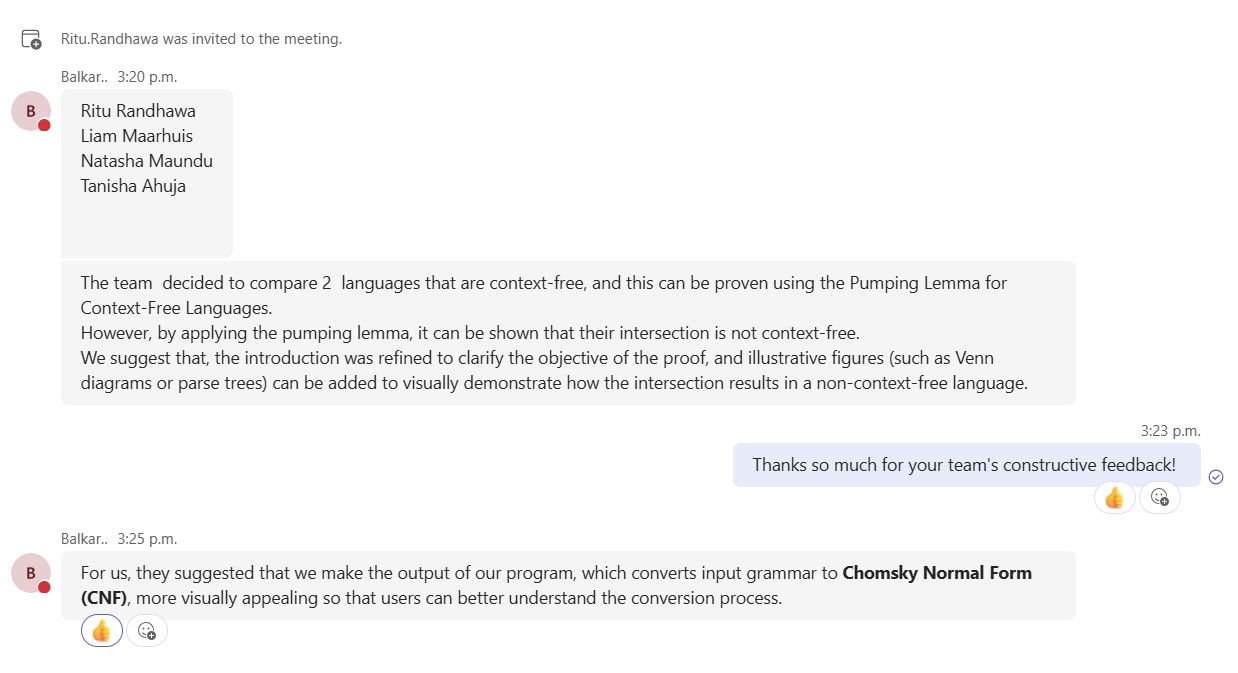 Ritu.Randhawa was invited to the meeting.
Balkar.. 3:20 p.m.
B
Ritu Randhawa
Liam Maarhuis
Natasha Maundu
Tanisha Ahuja
The team  decided to compare 2  languages that are context-free, and this can be proven using the Pumping Lemma for
Context-Free Languages.
However, by applying the pumping lemma, it can be shown that their intersection is not context-free.
We suggest that, the introduction was refined to clarify the objective of the proof, and illustrative figures (such as Venn
diagrams or parse trees) can be added to visually demonstrate how the intersection results in a non-context-free language.
3:23 p.m.
Thanks so much for your team's constructive feedback!
Balkar.. 3:25 p.m.
B
For us, they suggested that we make the output of our program, which converts input grammar to Chomsky Normal Form
(CNF), more visually appealing so that users can better understand the conversion process.